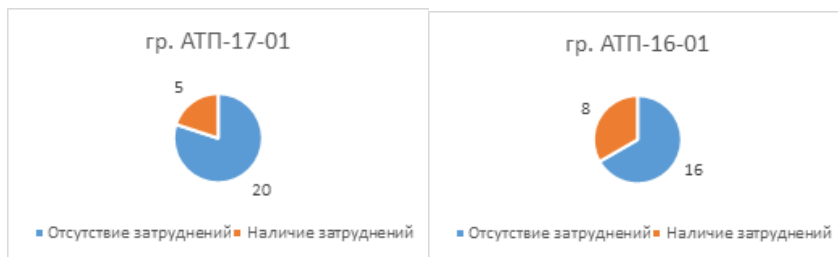 гр. АТП-17-01
5
20
Отсутствие затруднений Наличие затруднений
гр. АТП-16-01
8
16
Отсутствие затруднений Наличие затруднений